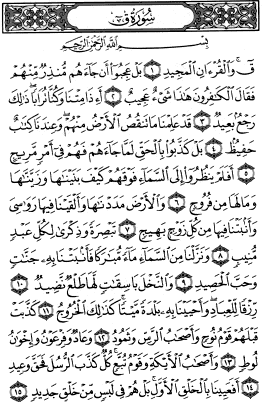 سُورَةُ قٓ
بِسْمِ ٱللَّهِ ٱلرَّحْمَٰنِ ٱلرَّحِيمِ
قٓ ۚ وَٱلْقُرْءَانِ ٱلْمَجِيدِ ١ بَلْ عَجِبُوٓا۟ أَن جَآءَهُم مُّنذِرٌ مِّنْهُمْ
فَقَالَ ٱلْكَٰفِرُونَ هَٰذَا شَىْءٌ عَجِيبٌ ٢ أَءِذَا مِتْنَا وَكُنَّا تُرَابًا ۖ ذَٰلِكَ
رَجْعٌۢ بَعِيدٌ ٣ قَدْ عَلِمْنَا مَا تَنقُصُ ٱلْأَرْضُ مِنْهُمْ ۖ وَعِندَنَا كِتَٰبٌ
حَفِيظٌۢ ٤ بَلْ كَذَّبُوا۟ بِٱلْحَقِّ لَمَّا جَآءَهُمْ فَهُمْ فِىٓ أَمْرٍ مَّرِيجٍ
٥ أَفَلَمْ يَنظُرُوٓا۟ إِلَى ٱلسَّمَآءِ فَوْقَهُمْ كَيْفَ بَنَيْنَٰهَا وَزَيَّنَّٰهَا
وَمَا لَهَا مِن فُرُوجٍ ٦ وَٱلْأَرْضَ مَدَدْنَٰهَا وَأَلْقَيْنَا فِيهَا رَوَٰسِىَ
وَأَنۢبَتْنَا فِيهَا مِن كُلِّ زَوْجٍۭ بَهِيجٍ ٧ تَبْصِرَةً وَذِكْرَىٰ لِكُلِّ عَبْدٍ
مُّنِيبٍ ٨ وَنَزَّلْنَا مِنَ ٱلسَّمَآءِ مَآءً مُّبَٰرَكًا فَأَنۢبَتْنَا بِهِۦ جَنَّٰتٍ
وَحَبَّ ٱلْحَصِيدِ ٩ وَٱلنَّخْلَ بَاسِقَٰتٍ لَّهَا طَلْعٌ نَّضِيدٌ ١٠
رِّزْقًا لِّلْعِبَادِ ۖ وَأَحْيَيْنَا بِهِۦ بَلْدَةً مَّيْتًا ۚ كَذَٰلِكَ ٱلْخُرُوجُ ١١ كَذَّبَتْ
قَبْلَهُمْ قَوْمُ نُوحٍ وَأَصْحَٰبُ ٱلرَّسِّ وَثَمُودُ ١٢ وَعَادٌ وَفِرْعَوْنُ وَإِخْوَٰنُ
لُوطٍ ١٣ وَأَصْحَٰبُ ٱلْأَيْكَةِ وَقَوْمُ تُبَّعٍ ۚ كُلٌّ كَذَّبَ ٱلرُّسُلَ فَحَقَّ وَعِيدِ
١٤ أَفَعَيِينَا بِٱلْخَلْقِ ٱلْأَوَّلِ ۚ بَلْ هُمْ فِى لَبْسٍ مِّنْ خَلْقٍ جَدِيدٍ ١٥